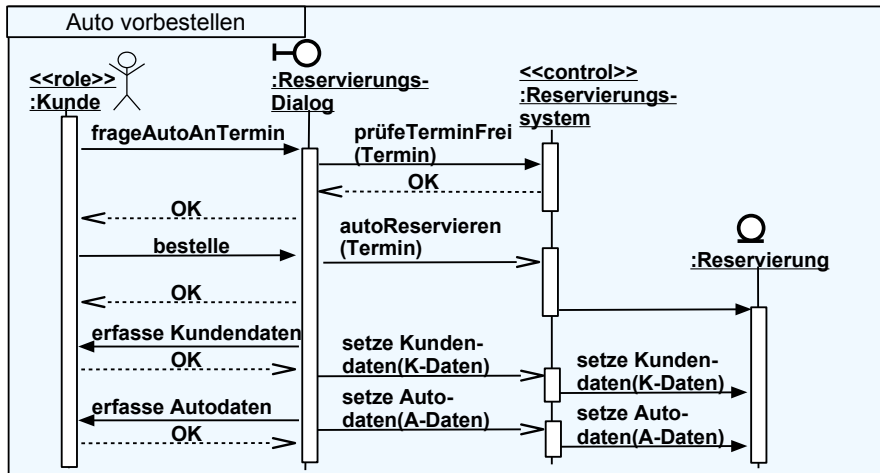 Auto vorbestellen
<<role>>
:Kunde
:Reservierungs-
Dialog
<<control>>
:Reservierungs-
system
frageAutoAnTermin
prüfeTerminFrei
(Termin)
OK
OK
bestelle
autoReservieren
(Termin)
:Reservierung
OK
erfasse Kundendaten
OK
setze Kunden-
daten(K-Daten)
setze Kunden-
daten(K-Daten)
erfasse Autodaten
OK
setze Auto-
daten(A-Daten)
setze Auto-
daten(A-Daten)